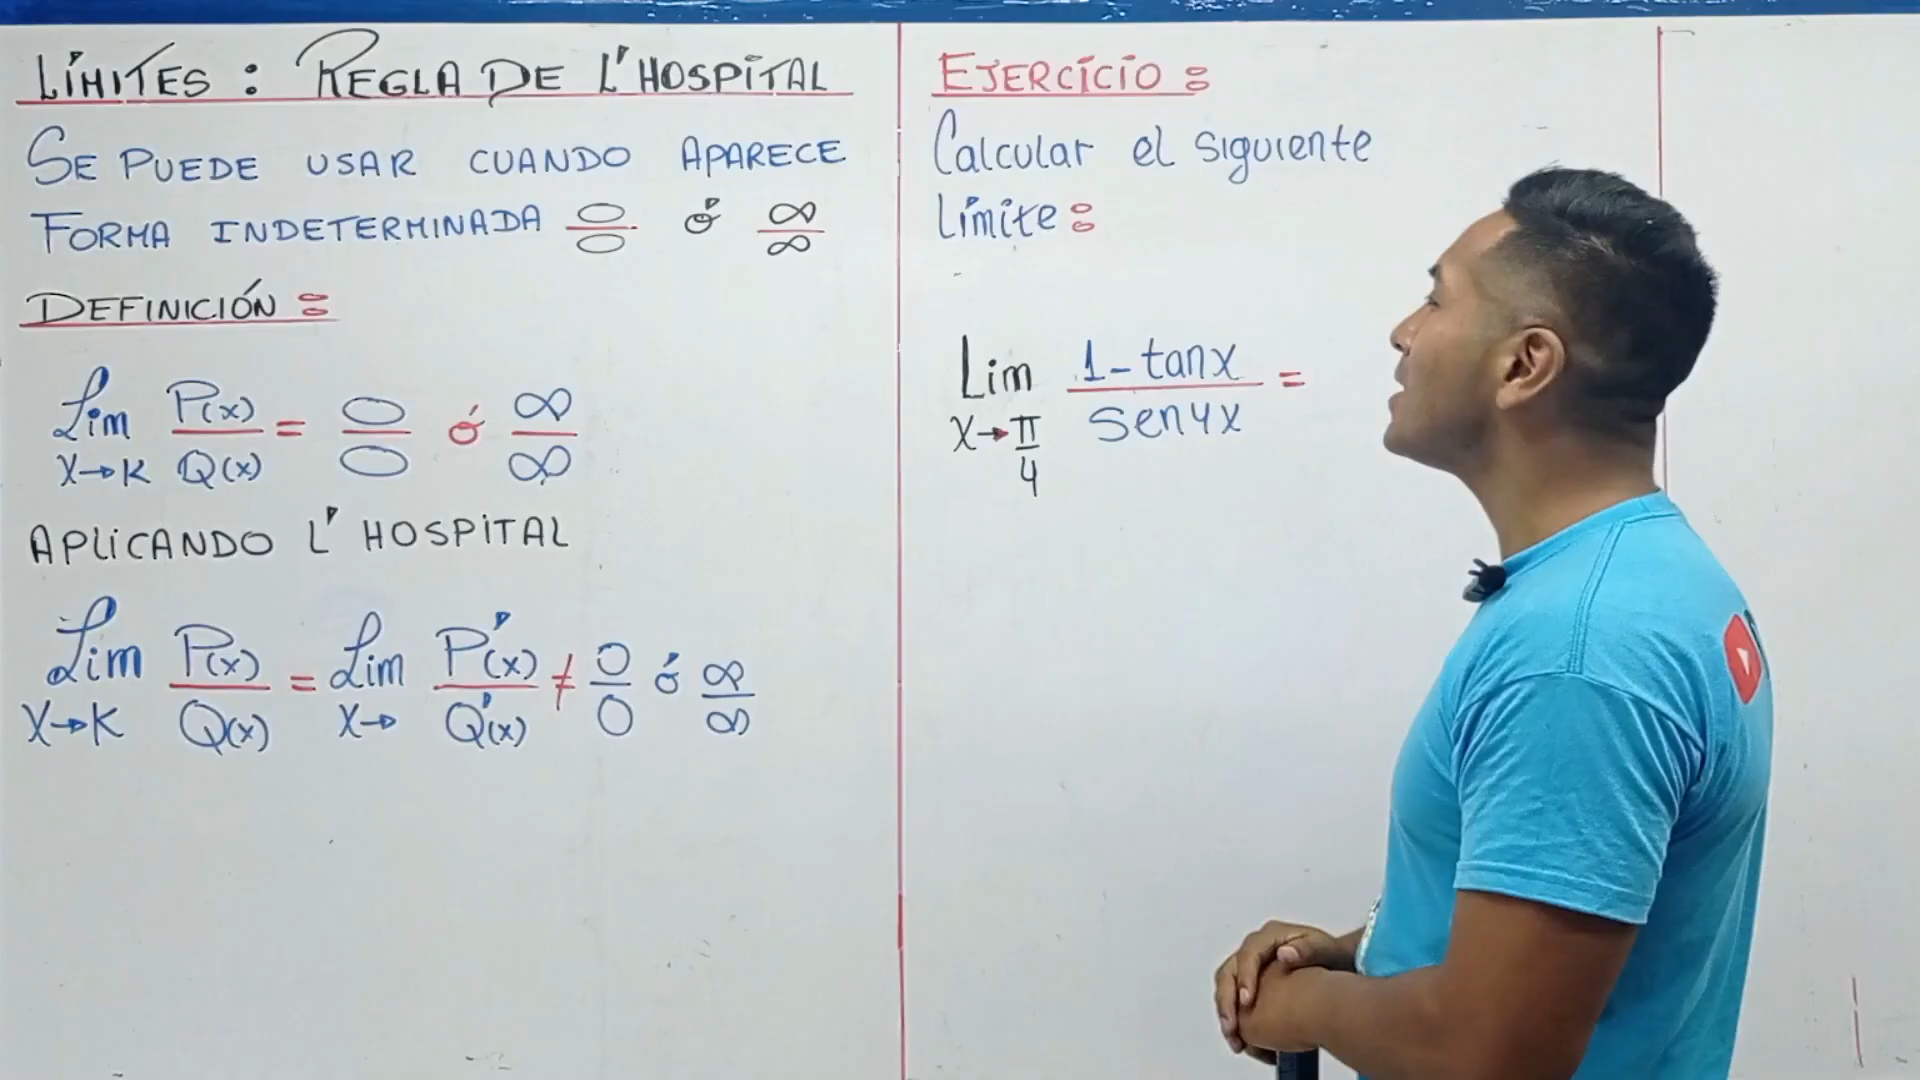 LÍMITES : REGLA DE L'HOSPITAL
SE PUEDE USAR CUANDO APARECE
FORMA INDETERMINADA 0/0 ó ∞/∞
DEFINICIÓN :
Lim x→K P(x)/Q(x) = 0/0 ó ∞/∞
APLICANDO L'HOSPITAL
Lim x→K P(x)/Q(x) = Lim x→ P'(x)/Q'(x) ≠ 0/0 ó ∞/∞
EJERCICIO :
Calcular el siguiente
límite :
Lim x→π/4 1-tanx/sen4x =